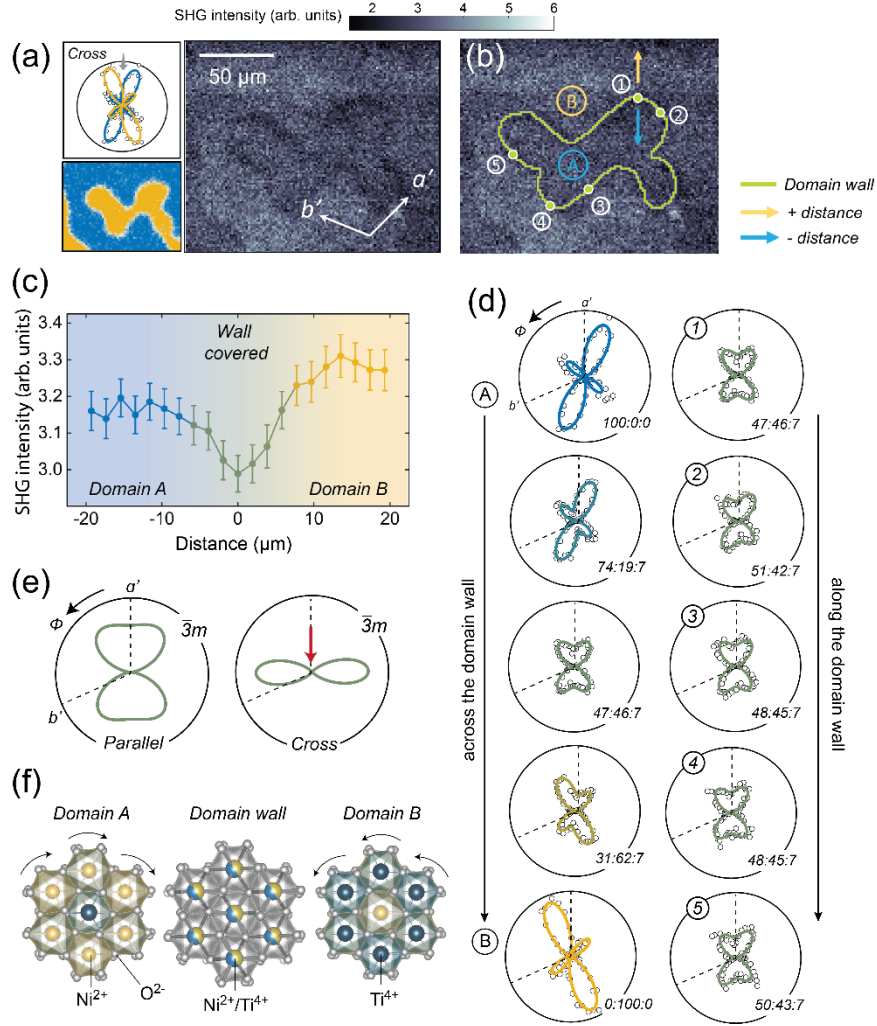 SHG intensity (arb. units)
2 3 4 5 6
(a)
Cross
50 μm
a'
b'
(b)
1
2
3
4
5
A
B
Domain wall
+ distance
- distance
(c)
SHG intensity (arb. units)
3.4
3.3
3.2
3.1
3.0
Wall
covered
Domain A
Domain B
-20 -10 0 10 20
Distance (μm)
(d)
Φ
a'
b'
A
100:0:0
1
47:46:7
74:19:7
2
51:42:7
47:46:7
3
48:45:7
31:62:7
4
48:45:7
B
0:100:0
5
50:43:7
across the domain wall
along the domain wall
(e)
Φ
a'
b'
3̅m
Parallel
3̅m
Cross
(f)
Domain A
Domain wall
Domain B
Ni²⁺
O²⁻
Ni²⁺/Ti⁴⁺
Ti⁴⁺